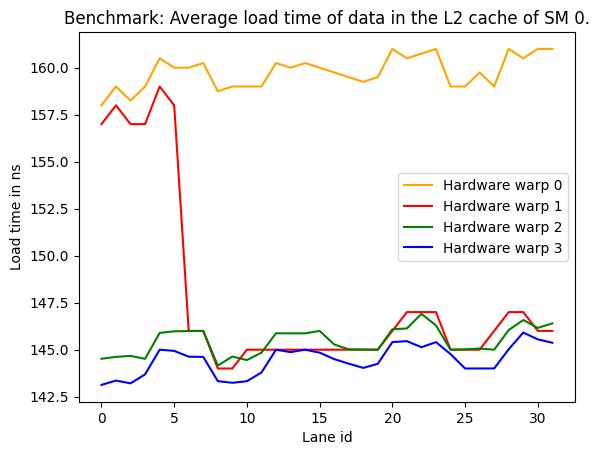 Benchmark: Average load time of data in the L2 cache of SM 0.
Load time in ns
160.0
157.5
155.0
152.5
150.0
147.5
145.0
142.5
Hardware warp 0
Hardware warp 1
Hardware warp 2
Hardware warp 3
0 5 10 15 20 25 30
Lane id